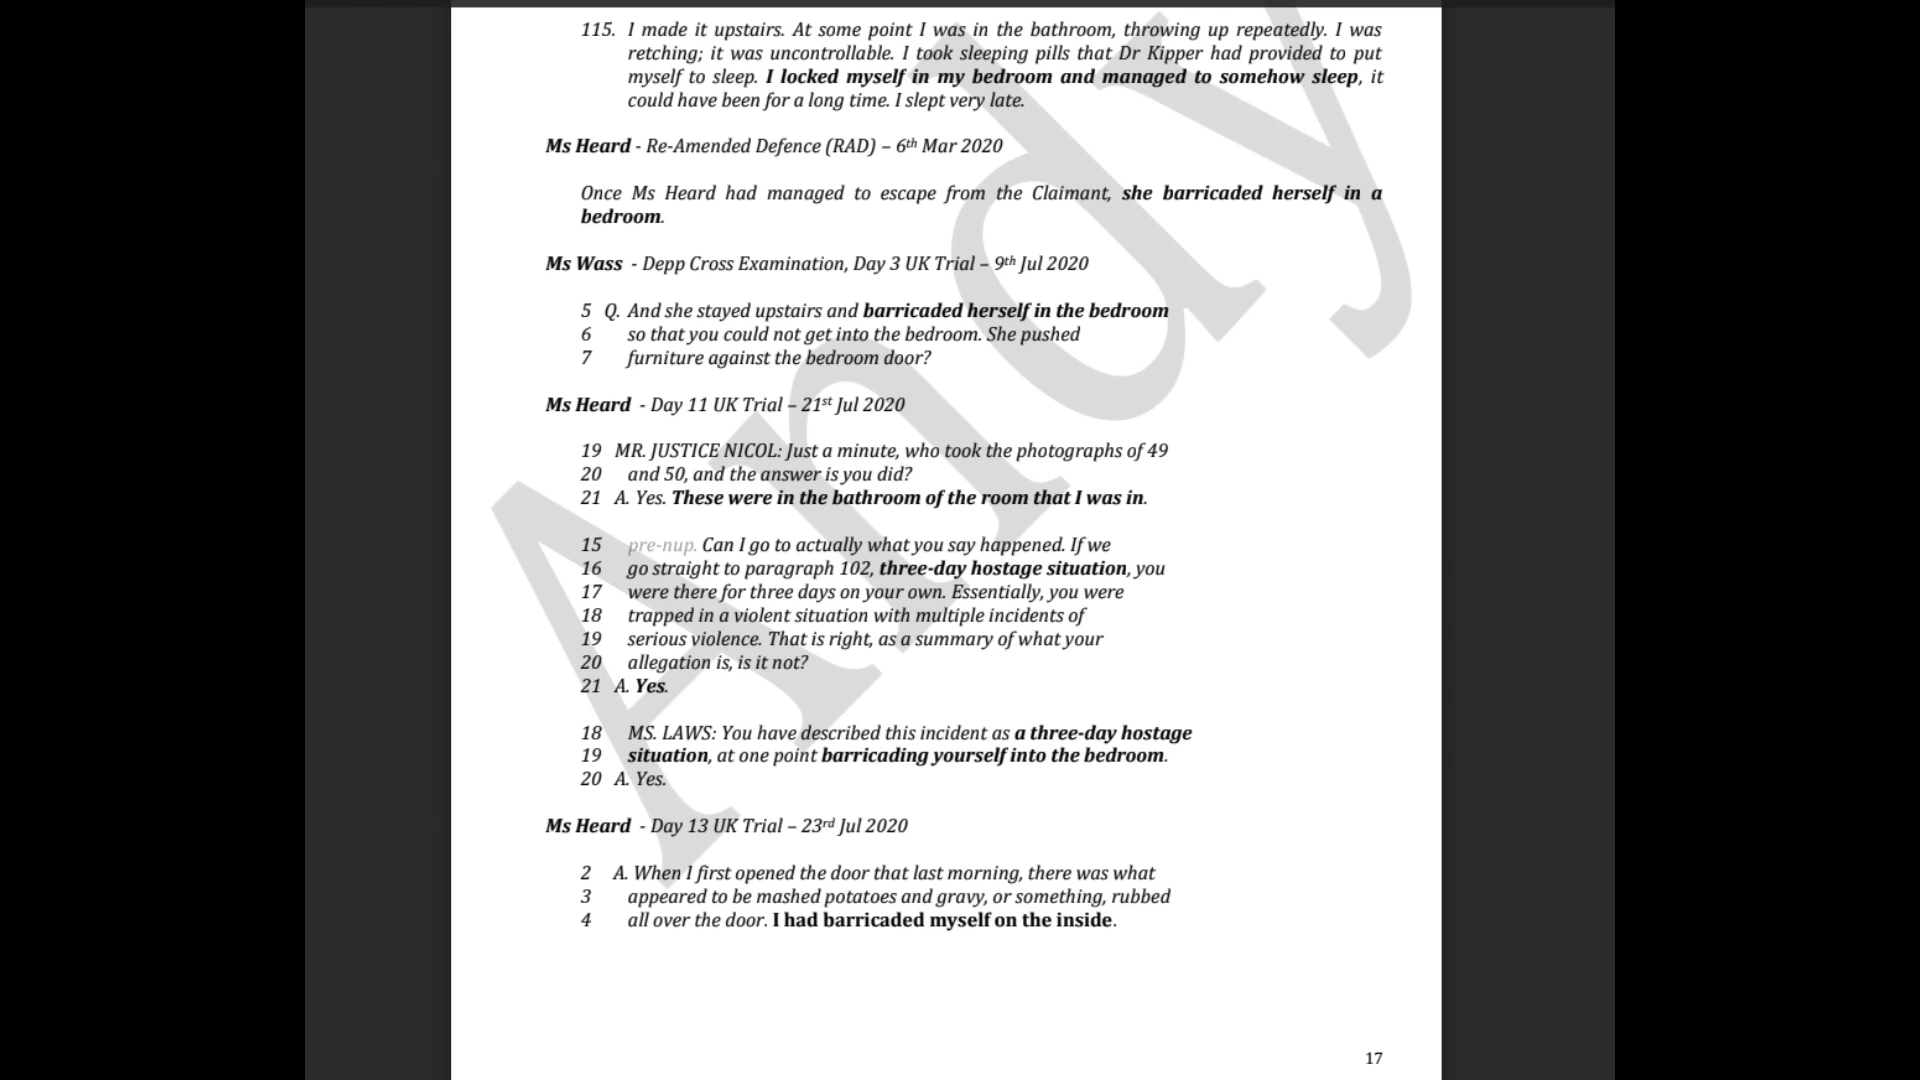 115. I made it upstairs. At some point I was in the bathroom, throwing up repeatedly. I was
retching; it was uncontrollable. I took sleeping pills that Dr Kipper had provided to put
myself to sleep. I locked myself in my bedroom and managed to somehow sleep, it
could have been for a long time. I slept very late.
Ms Heard - Re-Amended Defence (RAD) – 6th Mar 2020
Once Ms Heard had managed to escape from the Claimant, she barricaded herself in a
bedroom.
Ms Wass - Depp Cross Examination, Day 3 UK Trial – 9th Jul 2020
5 Q. And she stayed upstairs and barricaded herself in the bedroom
6 so that you could not get into the bedroom. She pushed
7 furniture against the bedroom door?
Ms Heard - Day 11 UK Trial – 21st Jul 2020
19 MR. JUSTICE NICOL: Just a minute, who took the photographs of 49
20 and 50, and the answer is you did?
21 A. Yes. These were in the bathroom of the room that I was in.
15 pre-nup. Can I go to actually what you say happened. If we
16 go straight to paragraph 102, three-day hostage situation, you
17 were there for three days on your own. Essentially, you were
18 trapped in a violent situation with multiple incidents of
19 serious violence. That is right, as a summary of what your
20 allegation is, is it not?
21 A. Yes.
18 MS. LAWS: You have described this incident as a three-day hostage
19 situation, at one point barricading yourself into the bedroom.
20 A. Yes.
Ms Heard - Day 13 UK Trial – 23rd Jul 2020
2 A. When I first opened the door that last morning, there was what
3 appeared to be mashed potatoes and gravy, or something, rubbed
4 all over the door. I had barricaded myself on the inside.
17
Andy